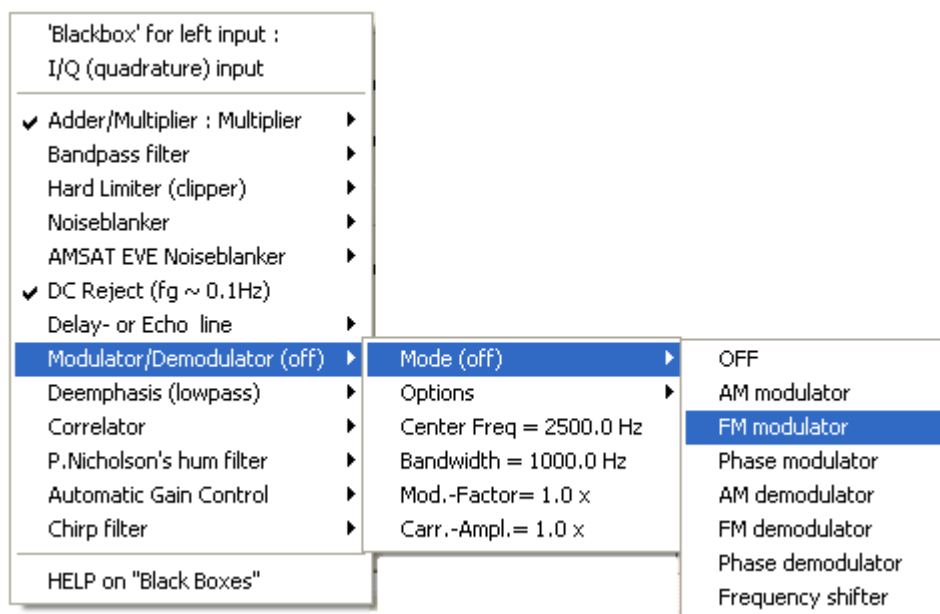 'Blackbox' for left input :
I/Q (quadrature) input
Adder/Multiplier : Multiplier
Bandpass filter
Hard Limiter (clipper)
Noiseblanker
AMSAT EVE Noiseblanker
DC Reject (fg ~ 0.1Hz)
Delay- or Echo line
Modulator/Demodulator (off)
Deemphasis (lowpass)
Correlator
P.Nicholson's hum filter
Automatic Gain Control
Chirp filter
HELP on "Black Boxes"
Mode (off)
Options
Center Freq = 2500.0 Hz
Bandwidth = 1000.0 Hz
Mod.-Factor= 1.0 x
Carr.-Ampl.= 1.0 x
OFF
AM modulator
FM modulator
Phase modulator
AM demodulator
FM demodulator
Phase demodulator
Frequency shifter